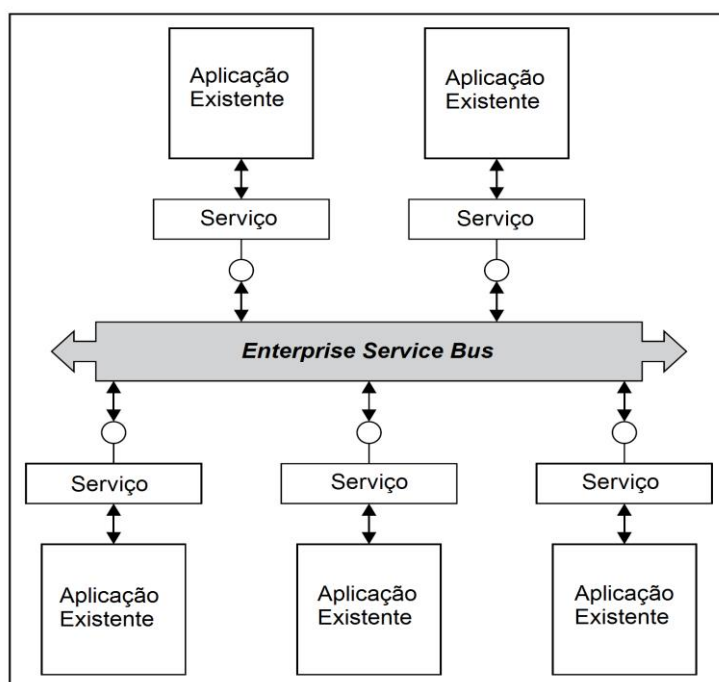 Aplicação
Existente
Aplicação
Existente
Serviço
Serviço
Enterprise Service Bus
Serviço
Serviço
Serviço
Aplicação
Existente
Aplicação
Existente
Aplicação
Existente